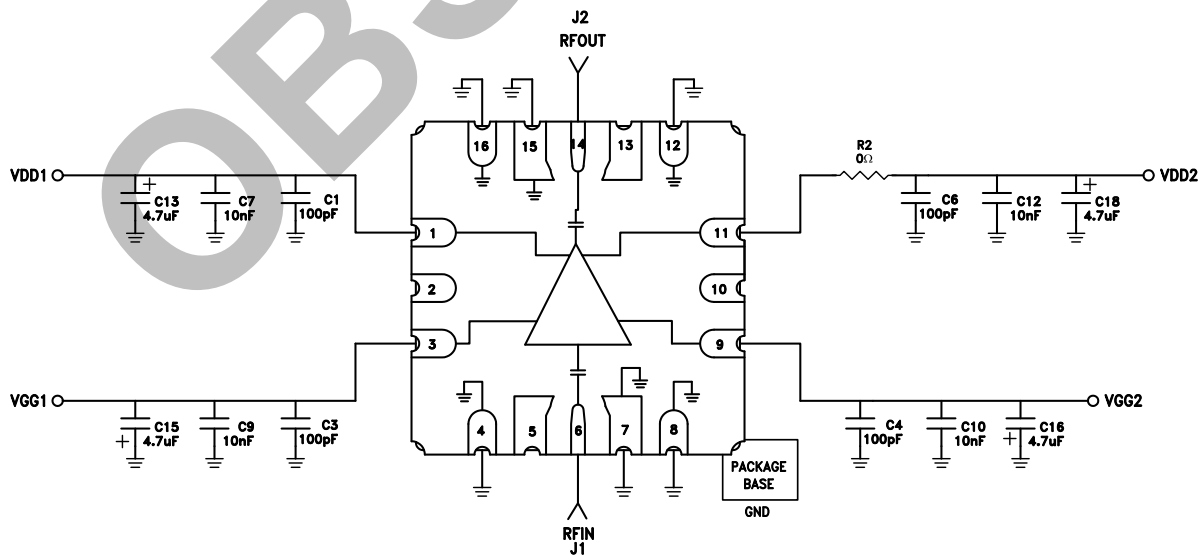 OBS
J2
RFOUT
16
15
14
13
12
R2
0Ω
VDD1
+
C13
4.7uF
C7
10nF
C1
100pF
C6
100pF
C12
10nF
+
C18
4.7uF
VDD2
1
11
2
10
3
9
VGG1
+
C15
4.7uF
C9
10nF
C3
100pF
4
5
6
7
8
C4
100pF
C10
10nF
+
C16
4.7uF
VGG2
PACKAGE
BASE
GND
RFIN
J1